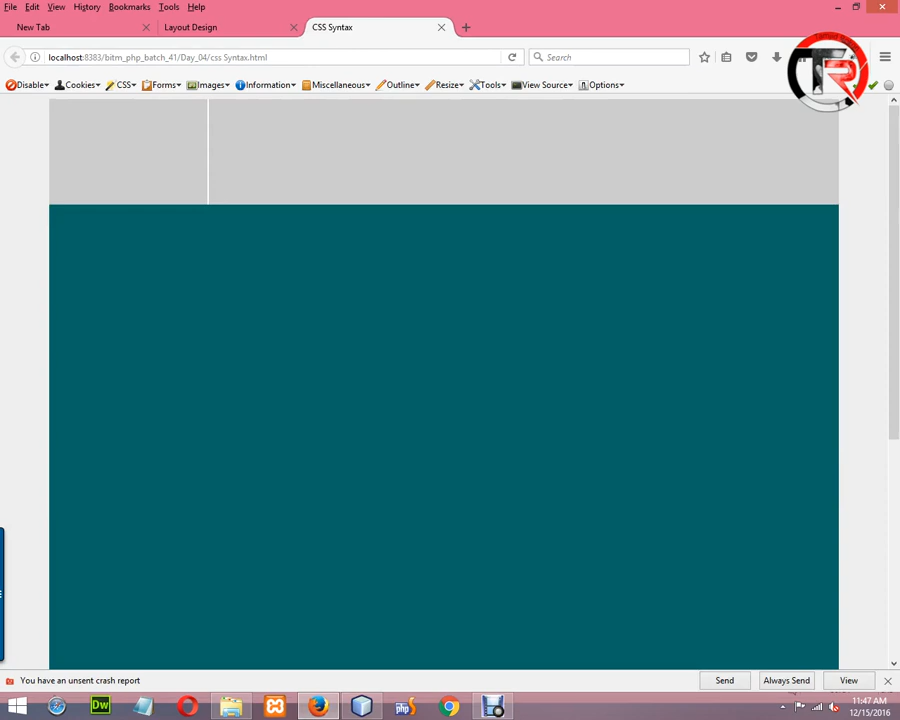 File Edit View History Bookmarks Tools Help
New Tab Layout Design CSS Syntax
localhost:8383/bitm_php_batch_41/Day_04/css Syntax.html Search
Disable Cookies CSS Forms Images Information Miscellaneous Outline Resize Tools View Source Options
You have an unsent crash report Send Always Send View
Dw php
11:47 AM
12/15/2016